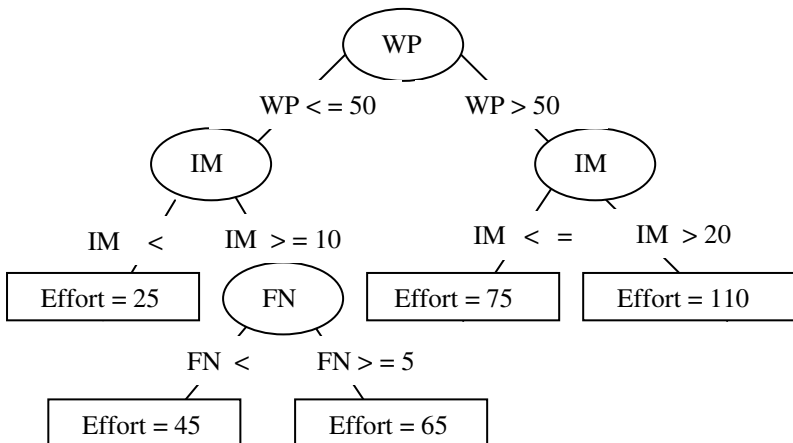 WP
WP < = 50 WP > 50
IM IM
IM < IM > = 10 IM < = IM > 20
Effort = 25 FN Effort = 75 Effort = 110
FN < FN > = 5
Effort = 45 Effort = 65